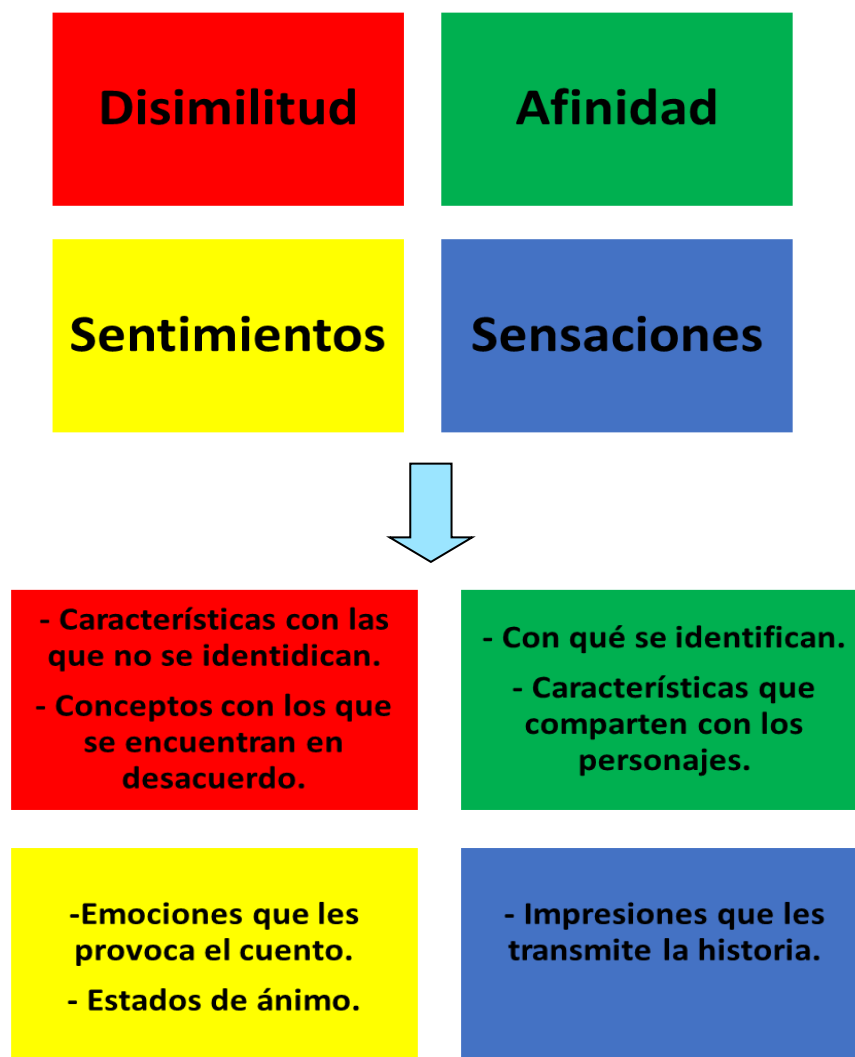 Disimilitud
Afinidad
Sentimientos
Sensaciones
- Características con las
que no se identidican.
- Conceptos con los que
se encuentran en
desacuerdo.
- Con qué se identifican.
- Características que
comparten con los
personajes.
-Emociones que les
provoca el cuento.
- Estados de ánimo.
- Impresiones que les
transmite la historia.